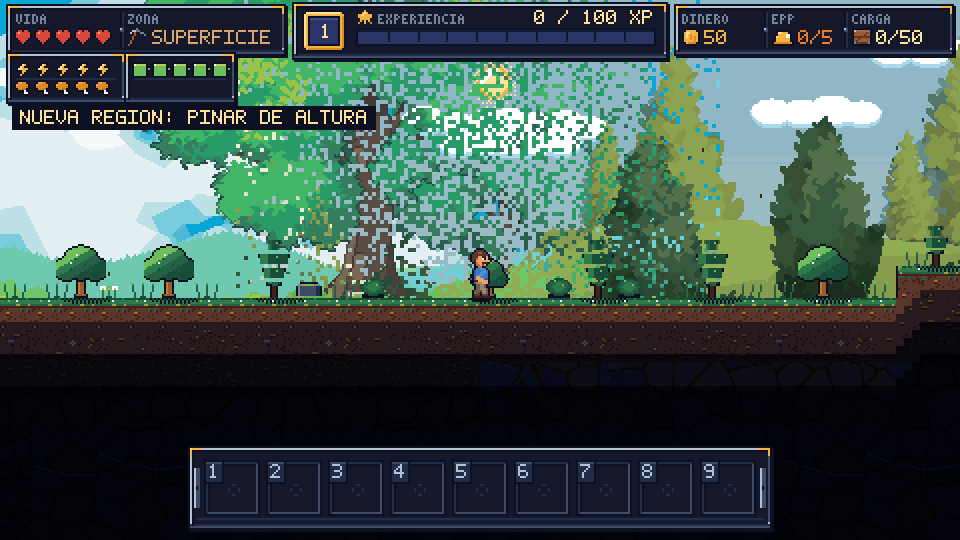 VIDA
ZONA
SUPERFICIE
1
EXPERIENCIA
0 / 100 XP
DINERO
50
EPP
0/5
CARGA
0/50
NUEVA REGION: PINAR DE ALTURA
1 2 3 4 5 6 7 8 9